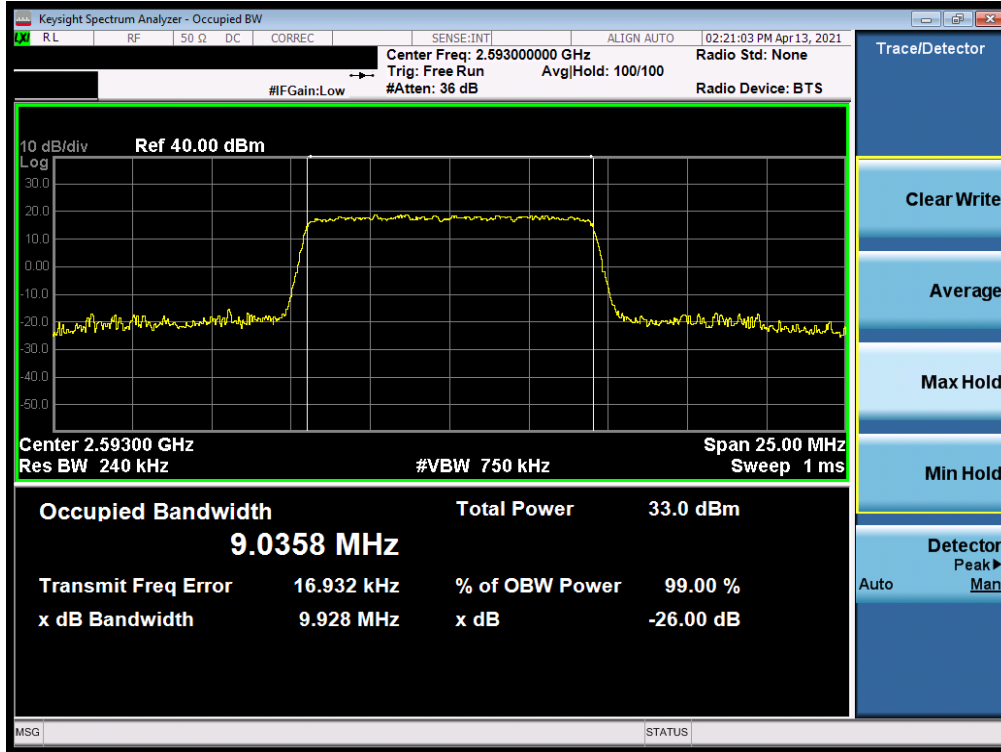 Keysight Spectrum Analyzer - Occupied BW
LXI RL RF 50 Ω DC CORREC SENSE:INT ALIGN AUTO 02:21:03 PM Apr 13, 2021
Center Freq: 2.593000000 GHz Radio Std: None
Trig: Free Run Avg|Hold: 100/100
#IFGain:Low #Atten: 36 dB Radio Device: BTS
Trace/Detector
10 dB/div Ref 40.00 dBm
Log
30.0
20.0
10.0
0.00
-10.0
-20.0
-30.0
-40.0
-50.0
Center 2.59300 GHz Span 25.00 MHz
Res BW 240 kHz #VBW 750 kHz Sweep 1 ms
Occupied Bandwidth Total Power 33.0 dBm
9.0358 MHz
Transmit Freq Error 16.932 kHz % of OBW Power 99.00 %
x dB Bandwidth 9.928 MHz x dB -26.00 dB
Clear Write
Average
Max Hold
Min Hold
Detector
Peak▶
Auto Man
MSG STATUS